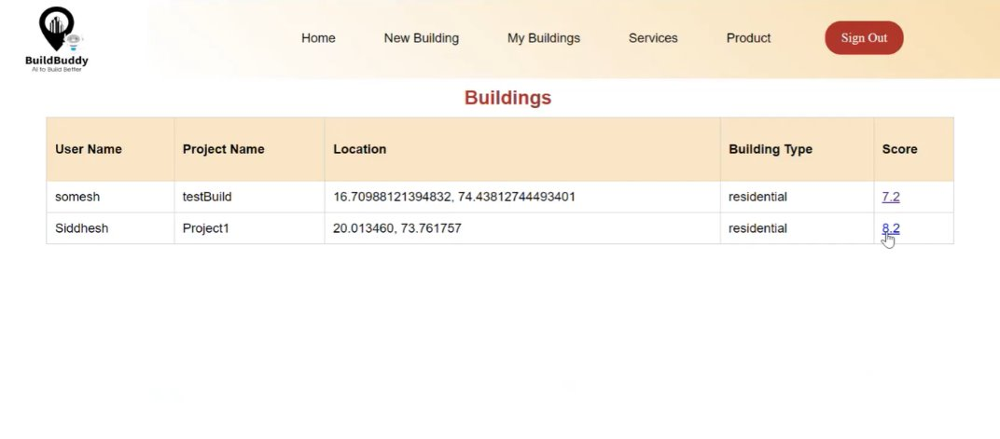 BuildBuddy
AI to Build Better
Home New Building My Buildings Services Product Sign Out
Buildings
User Name Project Name Location Building Type Score
somesh testBuild 16.70988121394832, 74.43812744493401 residential 7.2
Siddhesh Project1 20.013460, 73.761757 residential 8.2